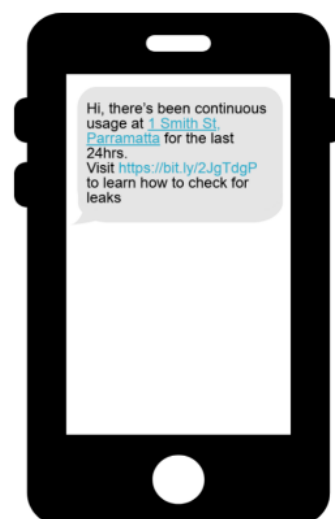 Hi, there's been continuous
usage at 1 Smith St,
Parramatta for the last
24hrs.
Visit https://bit.ly/2JgTdgP
to learn how to check for
leaks